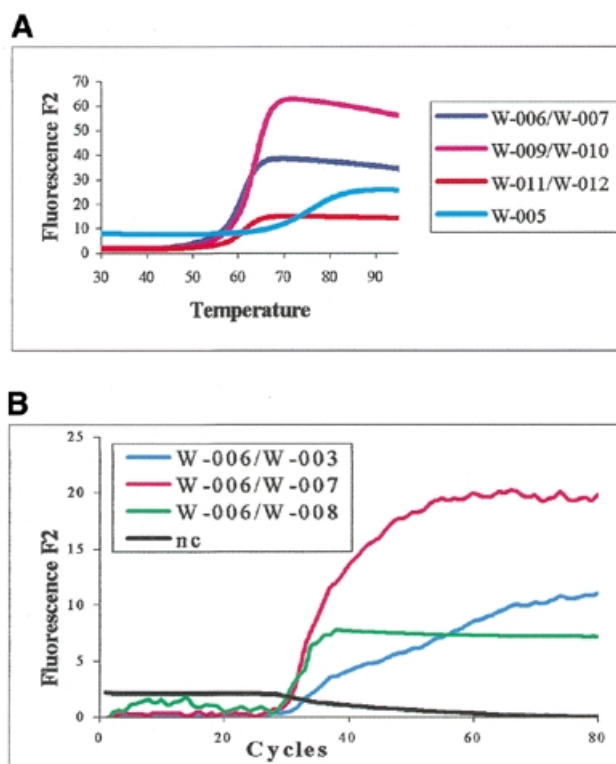 A
70
60
50
40
30
20
10
0
Fluorescence F2
30 40 50 60 70 80 90
Temperature
W-006/W-007
W-009/W-010
W-011/W-012
W-005
B
25
20
15
10
5
0
Fluorescence F2
W-006/W-003
W-006/W-007
W-006/W-008
nc
0 20 40 60 80
Cycles